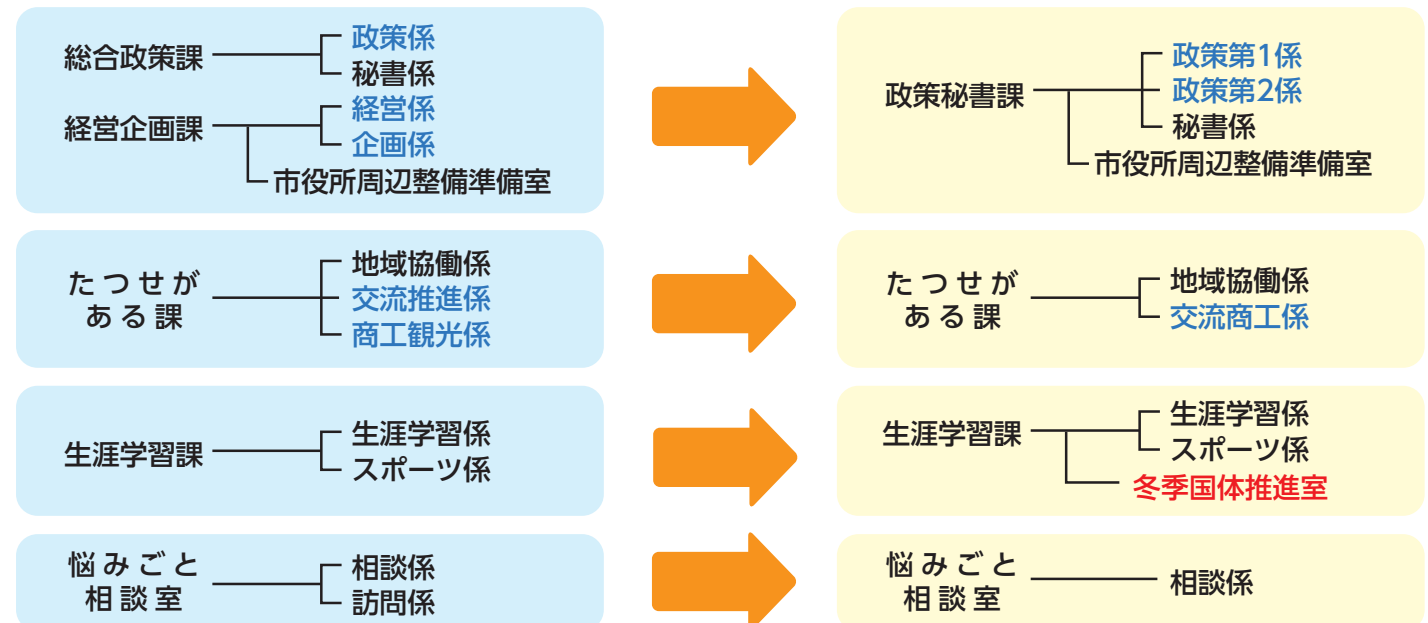 総合政策課
政策係
秘書係
経営企画課
経営係
企画係
市役所周辺整備準備室
政策秘書課
政策第1係
政策第2係
秘書係
市役所周辺整備準備室
たつせが
ある課
地域協働係
交流推進係
商工観光係
たつせが
ある課
地域協働係
交流商工係
生涯学習課
生涯学習係
スポーツ係
生涯学習課
生涯学習係
スポーツ係
冬季国体推進室
悩みごと
相談室
相談係
訪問係
悩みごと
相談室
相談係